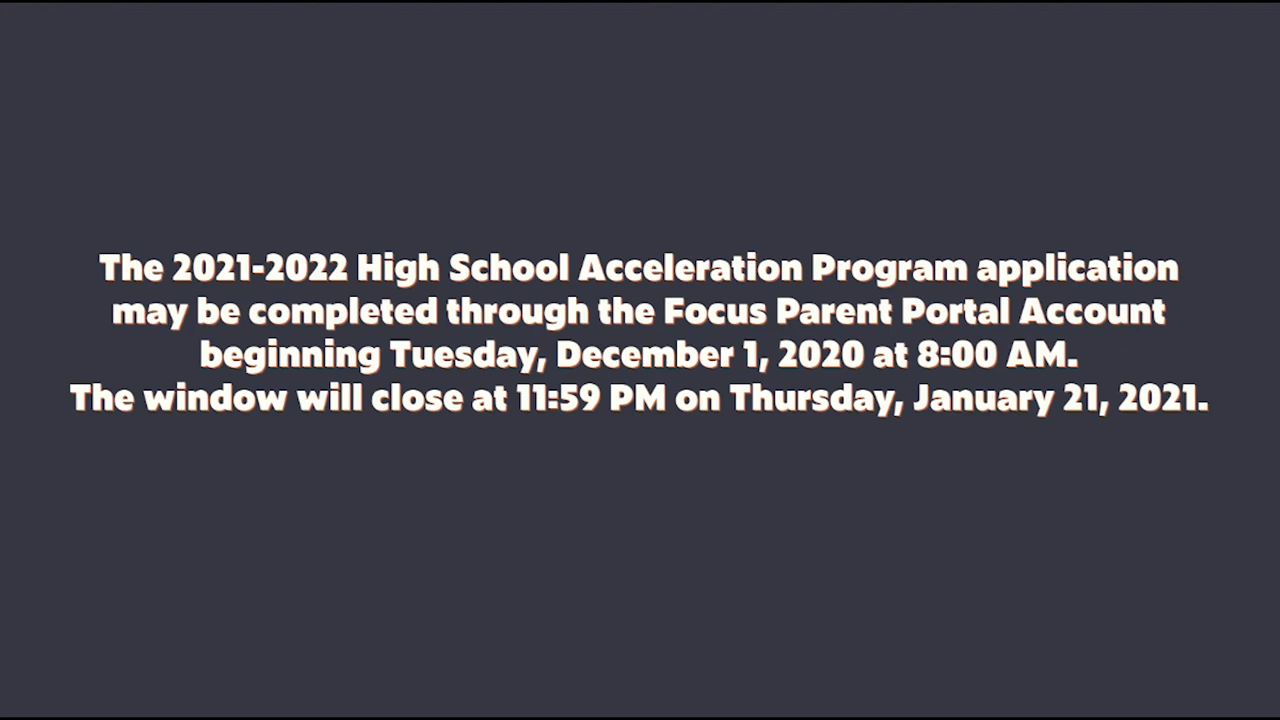 The 2021-2022 High School Acceleration Program application
may be completed through the Focus Parent Portal Account
beginning Tuesday, December 1, 2020 at 8:00 AM.
The window will close at 11:59 PM on Thursday, January 21, 2021.